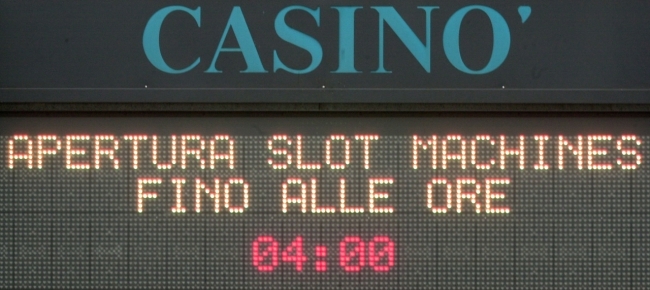 CASINO'
APERTURA SLOT MACHINES
FINO ALLE ORE
04:00